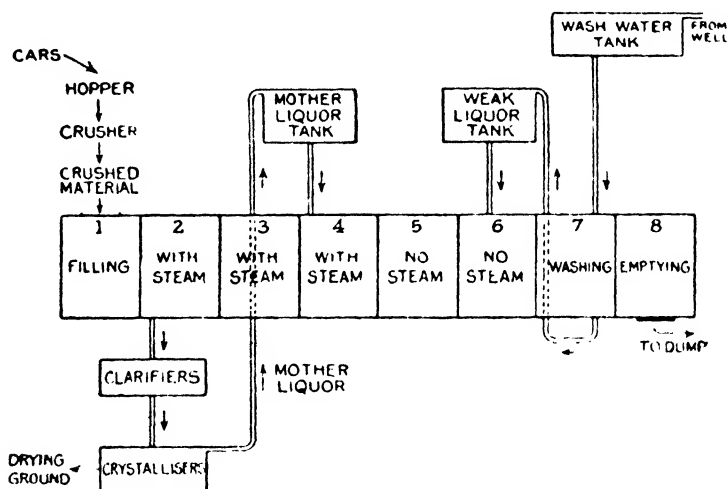 WASH WATER
TANK
FROM
WELL
CARS
HOPPER
CRUSHER
CRUSHED
MATERIAL
MOTHER
LIQUOR
TANK
WEAK
LIQUOR
TANK
1
FILLING
2
WITH
STEAM
3
WITH
STEAM
4
WITH
STEAM
5
NO
STEAM
6
NO
STEAM
7
WASHING
8
EMPTYING
TO DUMP
CLARIFIERS
MOTHER
LIQUOR
CRYSTALLISERS
DRYING
GROUND